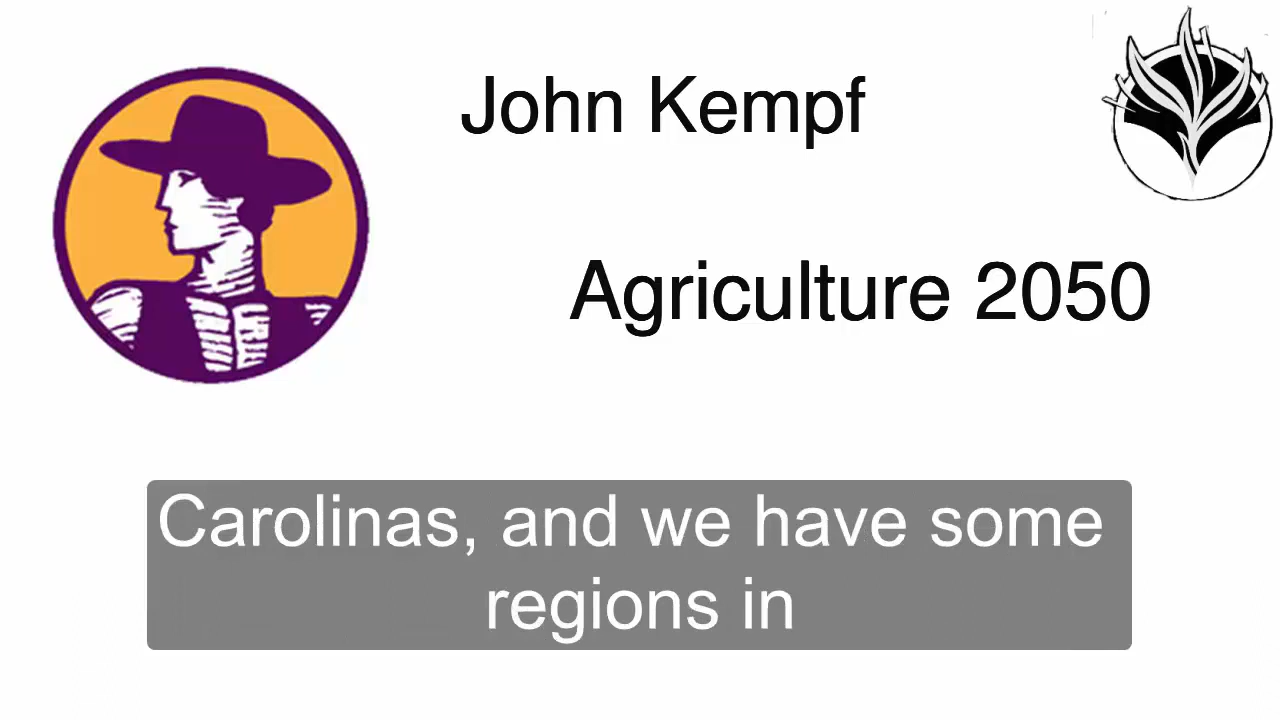 John Kempf
Agriculture 2050
Carolinas, and we have some
regions in